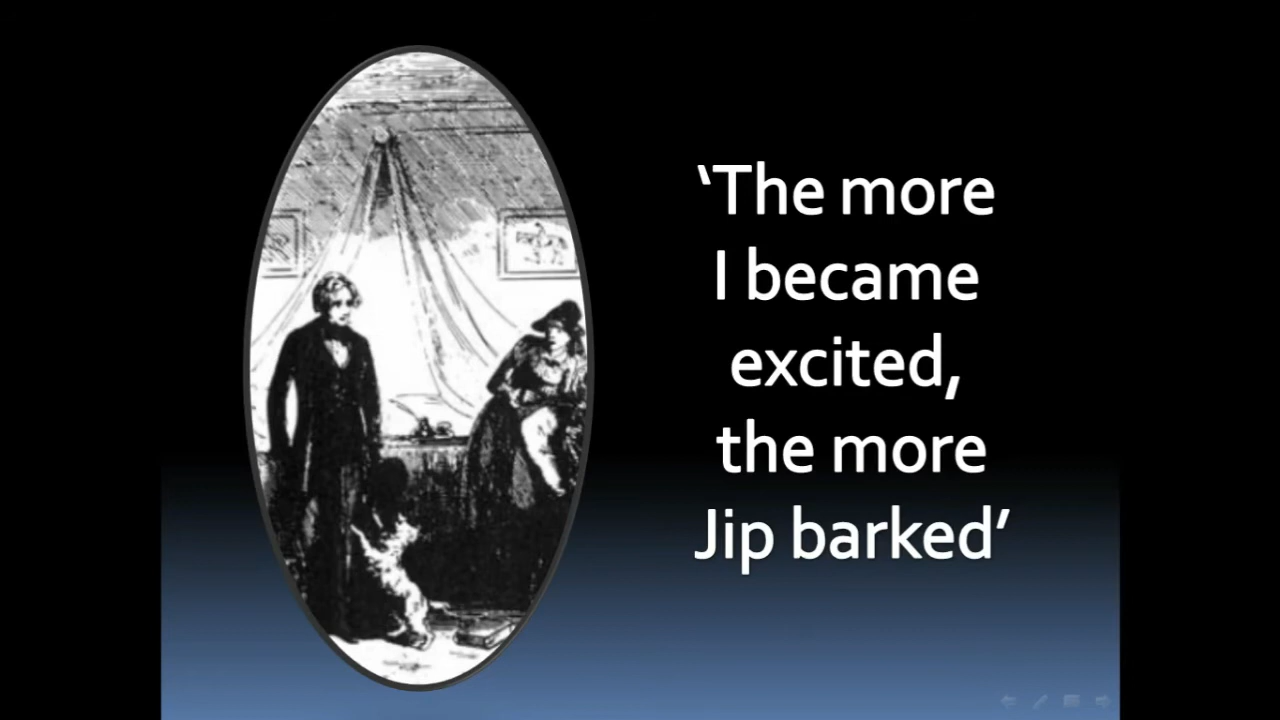 ‘The more
I became
excited,
the more
Jip barked’